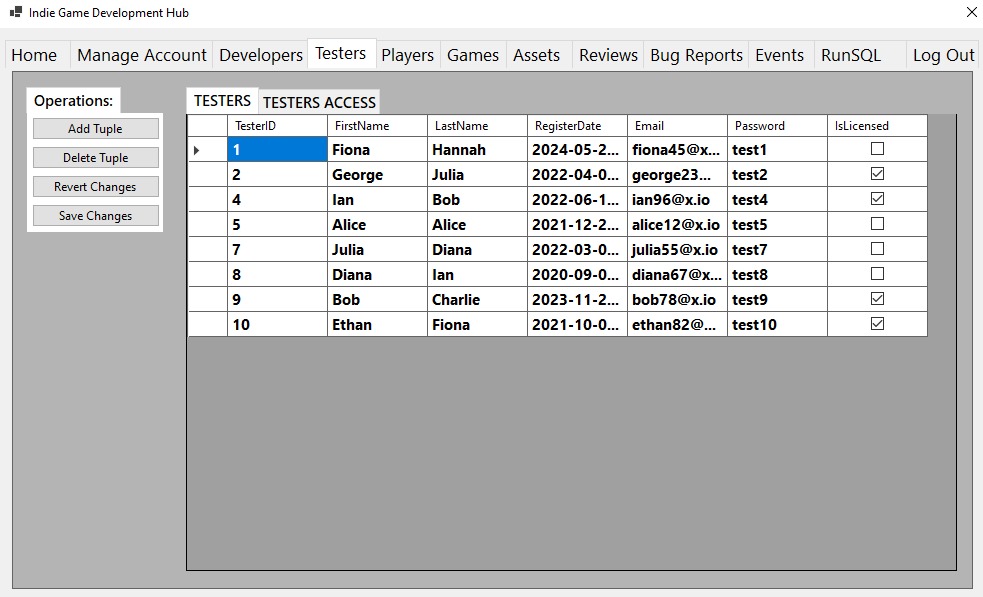 Indie Game Development Hub
Home Manage Account Developers Testers Players Games Assets Reviews Bug Reports Events RunSQL Log Out
Operations:
Add Tuple
Delete Tuple
Revert Changes
Save Changes
TESTERS TESTERS ACCESS
TesterID FirstName LastName RegisterDate Email Password IsLicensed
1 Fiona Hannah 2024-05-2... fiona45@x... test1
2 George Julia 2022-04-0... george23... test2
4 Ian Bob 2022-06-1... ian96@x.io test4
5 Alice Alice 2021-12-2... alice12@x.io test5
7 Julia Diana 2022-03-0... julia55@x.io test7
8 Diana Ian 2020-09-0... diana67@x... test8
9 Bob Charlie 2023-11-2... bob78@x.io test9
10 Ethan Fiona 2021-10-0... ethan82@... test10